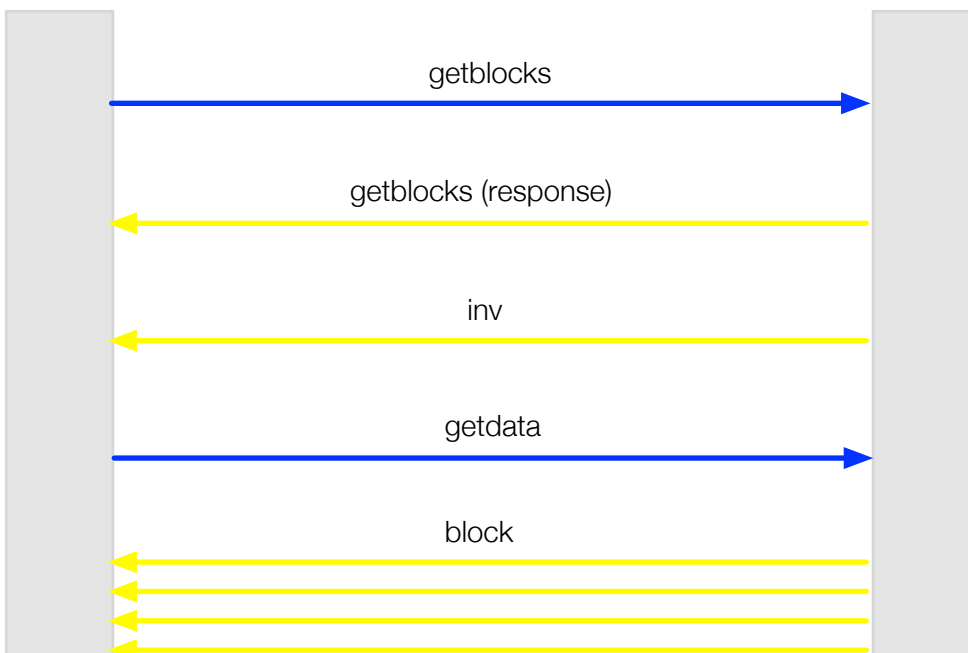 getblocks
getblocks (response)
inv
getdata
block